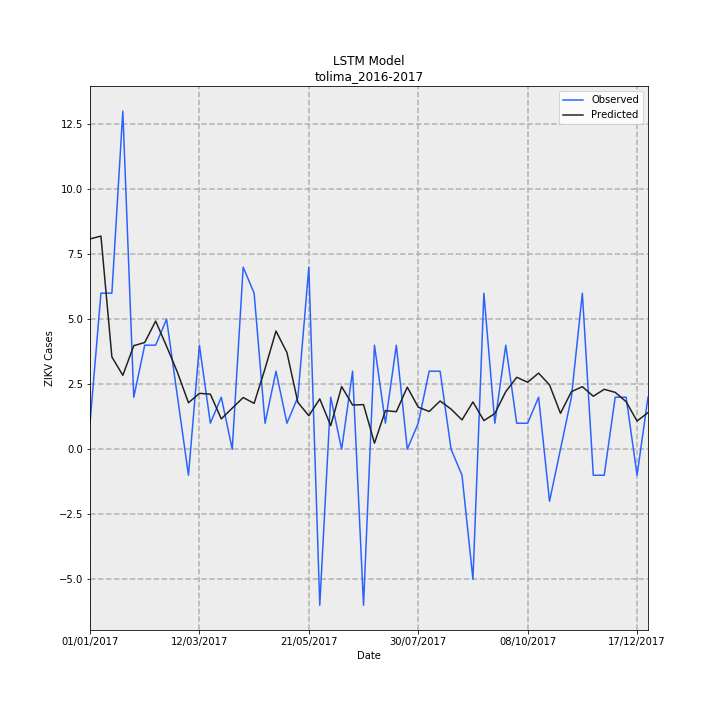 LSTM Model
tolima_2016-2017
Observed
Predicted
12.5
10.0
7.5
5.0
2.5
0.0
−2.5
−5.0
ZIKV Cases
01/01/2017 12/03/2017 21/05/2017 30/07/2017 08/10/2017 17/12/2017
Date